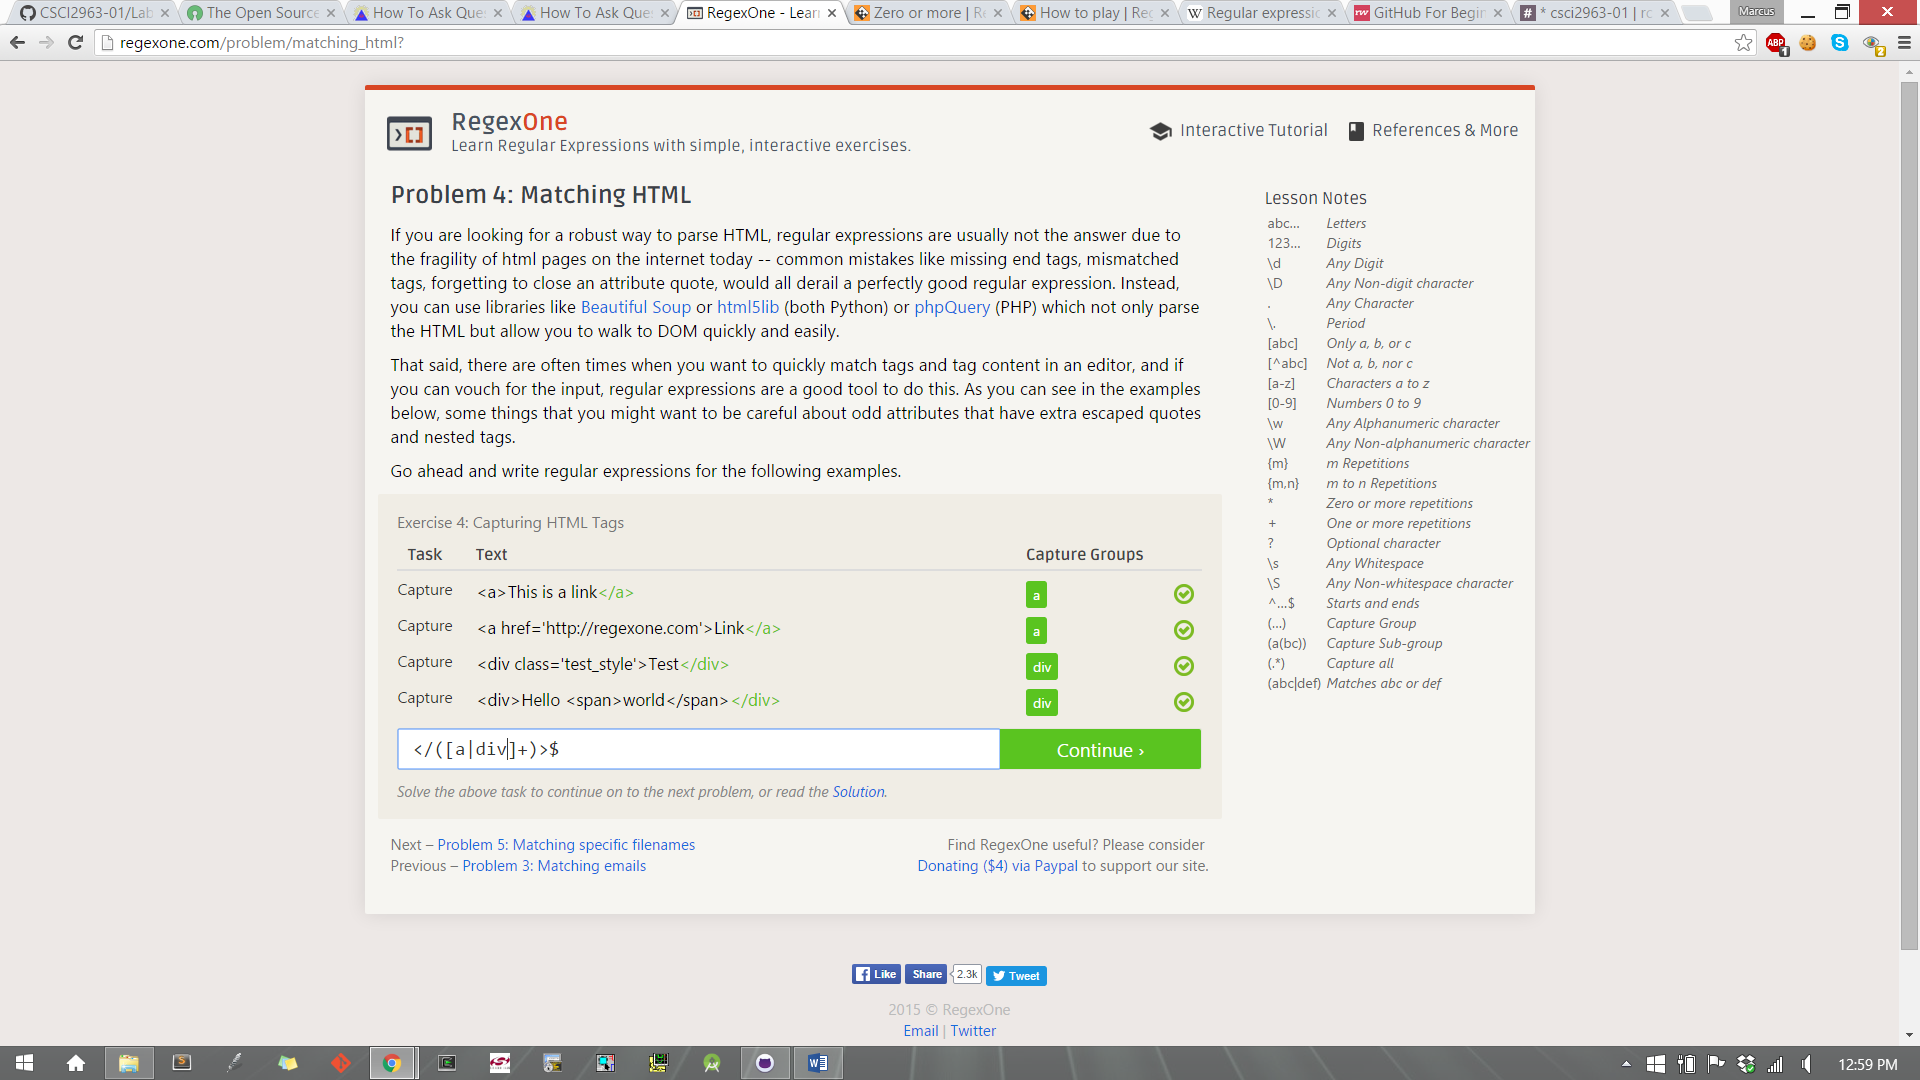 CSCI2963-01/Lab
The Open Source
How To Ask Que
How To Ask Que
RegexOne - Lear
Zero or more | R
How to play | Reg
Regular expressio
GitHub For Begin
* csci2963-01 | rc
Marcus
regexone.com/problem/matching_html?
ABP
1
2
RegexOne
Learn Regular Expressions with simple, interactive exercises.
Interactive Tutorial
References & More
Problem 4: Matching HTML
If you are looking for a robust way to parse HTML, regular expressions are usually not the answer due to
the fragility of html pages on the internet today -- common mistakes like missing end tags, mismatched
tags, forgetting to close an attribute quote, would all derail a perfectly good regular expression. Instead,
you can use libraries like Beautiful Soup or html5lib (both Python) or phpQuery (PHP) which not only parse
the HTML but allow you to walk to DOM quickly and easily.
That said, there are often times when you want to quickly match tags and tag content in an editor, and if
you can vouch for the input, regular expressions are a good tool to do this. As you can see in the examples
below, some things that you might want to be careful about odd attributes that have extra escaped quotes
and nested tags.
Go ahead and write regular expressions for the following examples.
Exercise 4: Capturing HTML Tags
Task Text Capture Groups
Capture <a>This is a link</a> a
Capture <a href='http://regexone.com'>Link</a> a
Capture <div class='test_style'>Test</div> div
Capture <div>Hello <span>world</span></div> div
</([a|div]+)>$
Continue ›
Solve the above task to continue on to the next problem, or read the Solution.
Next – Problem 5: Matching specific filenames
Previous – Problem 3: Matching emails
Find RegexOne useful? Please consider
Donating ($4) via Paypal to support our site.
Lesson Notes
abc... Letters
123... Digits
\d Any Digit
\D Any Non-digit character
. Any Character
\. Period
[abc] Only a, b, or c
[^abc] Not a, b, nor c
[a-z] Characters a to z
[0-9] Numbers 0 to 9
\w Any Alphanumeric character
\W Any Non-alphanumeric character
{m} m Repetitions
{m,n} m to n Repetitions
* Zero or more repetitions
+ One or more repetitions
? Optional character
\s Any Whitespace
\S Any Non-whitespace character
^...$ Starts and ends
(...) Capture Group
(a(bc)) Capture Sub-group
(.*) Capture all
(abc|def) Matches abc or def
Like
Share
2.3k
Tweet
2015 © RegexOne
Email | Twitter
12:59 PM